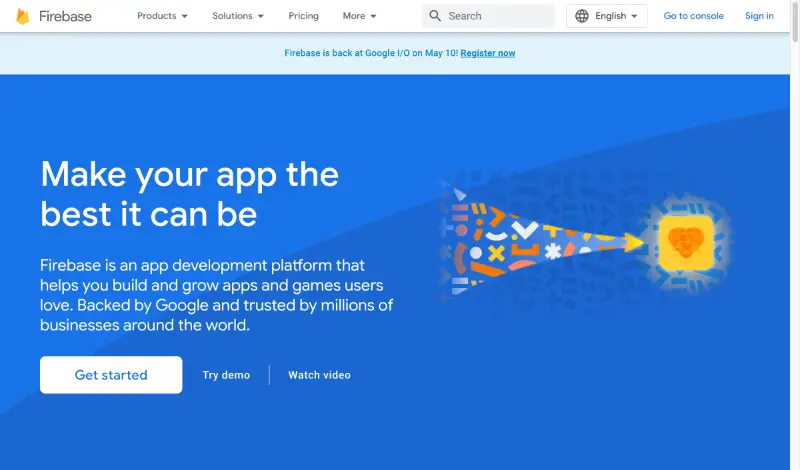 Firebase
Products
Solutions
Pricing
More
Search
English
Go to console
Sign in
Firebase is back at Google I/O on May 10! Register now
Make your app the
best it can be
Firebase is an app development platform that
helps you build and grow apps and games users
love. Backed by Google and trusted by millions of
businesses around the world.
Get started
Try demo
Watch video